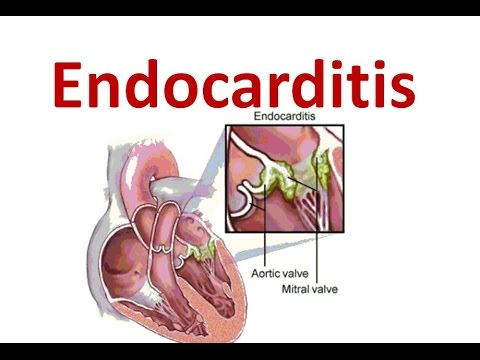 Endocarditis
Endocarditis
Aortic valve
Mitral valve